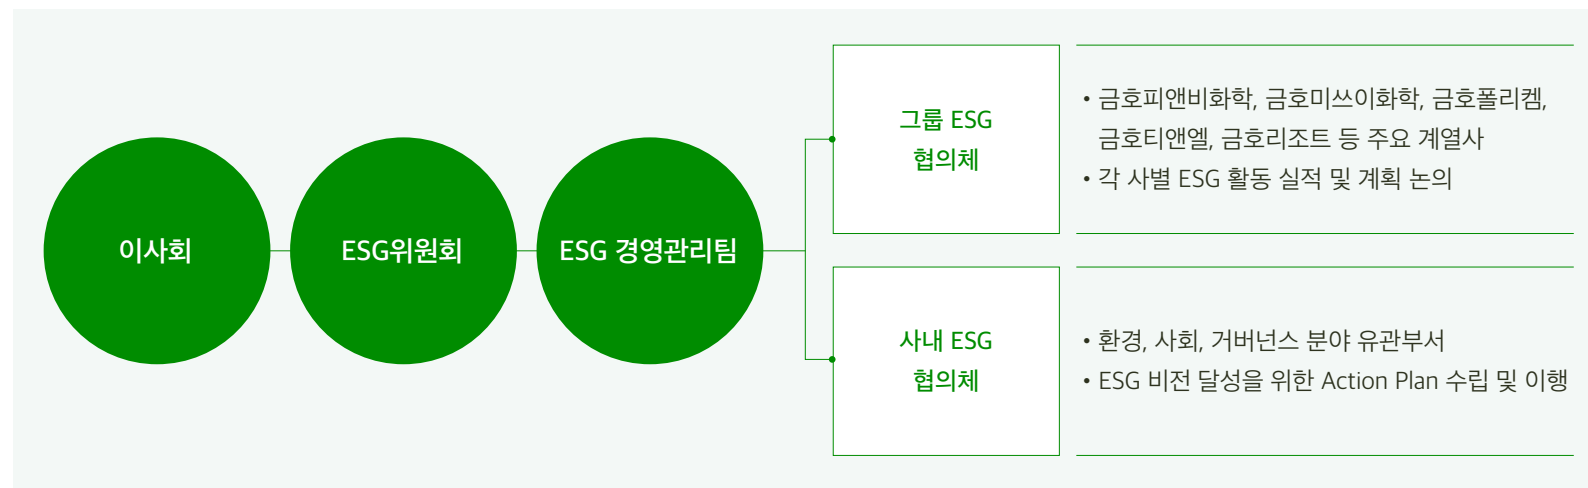 이사회
ESG위원회
ESG 경영관리팀
그룹 ESG
협의체
• 금호피앤비화학, 금호미쓰이화학, 금호폴리켐,
금호티앤엘, 금호리조트 등 주요 계열사
• 각 사별 ESG 활동 실적 및 계획 논의
사내 ESG
협의체
• 환경, 사회, 거버넌스 분야 유관부서
• ESG 비전 달성을 위한 Action Plan 수립 및 이행